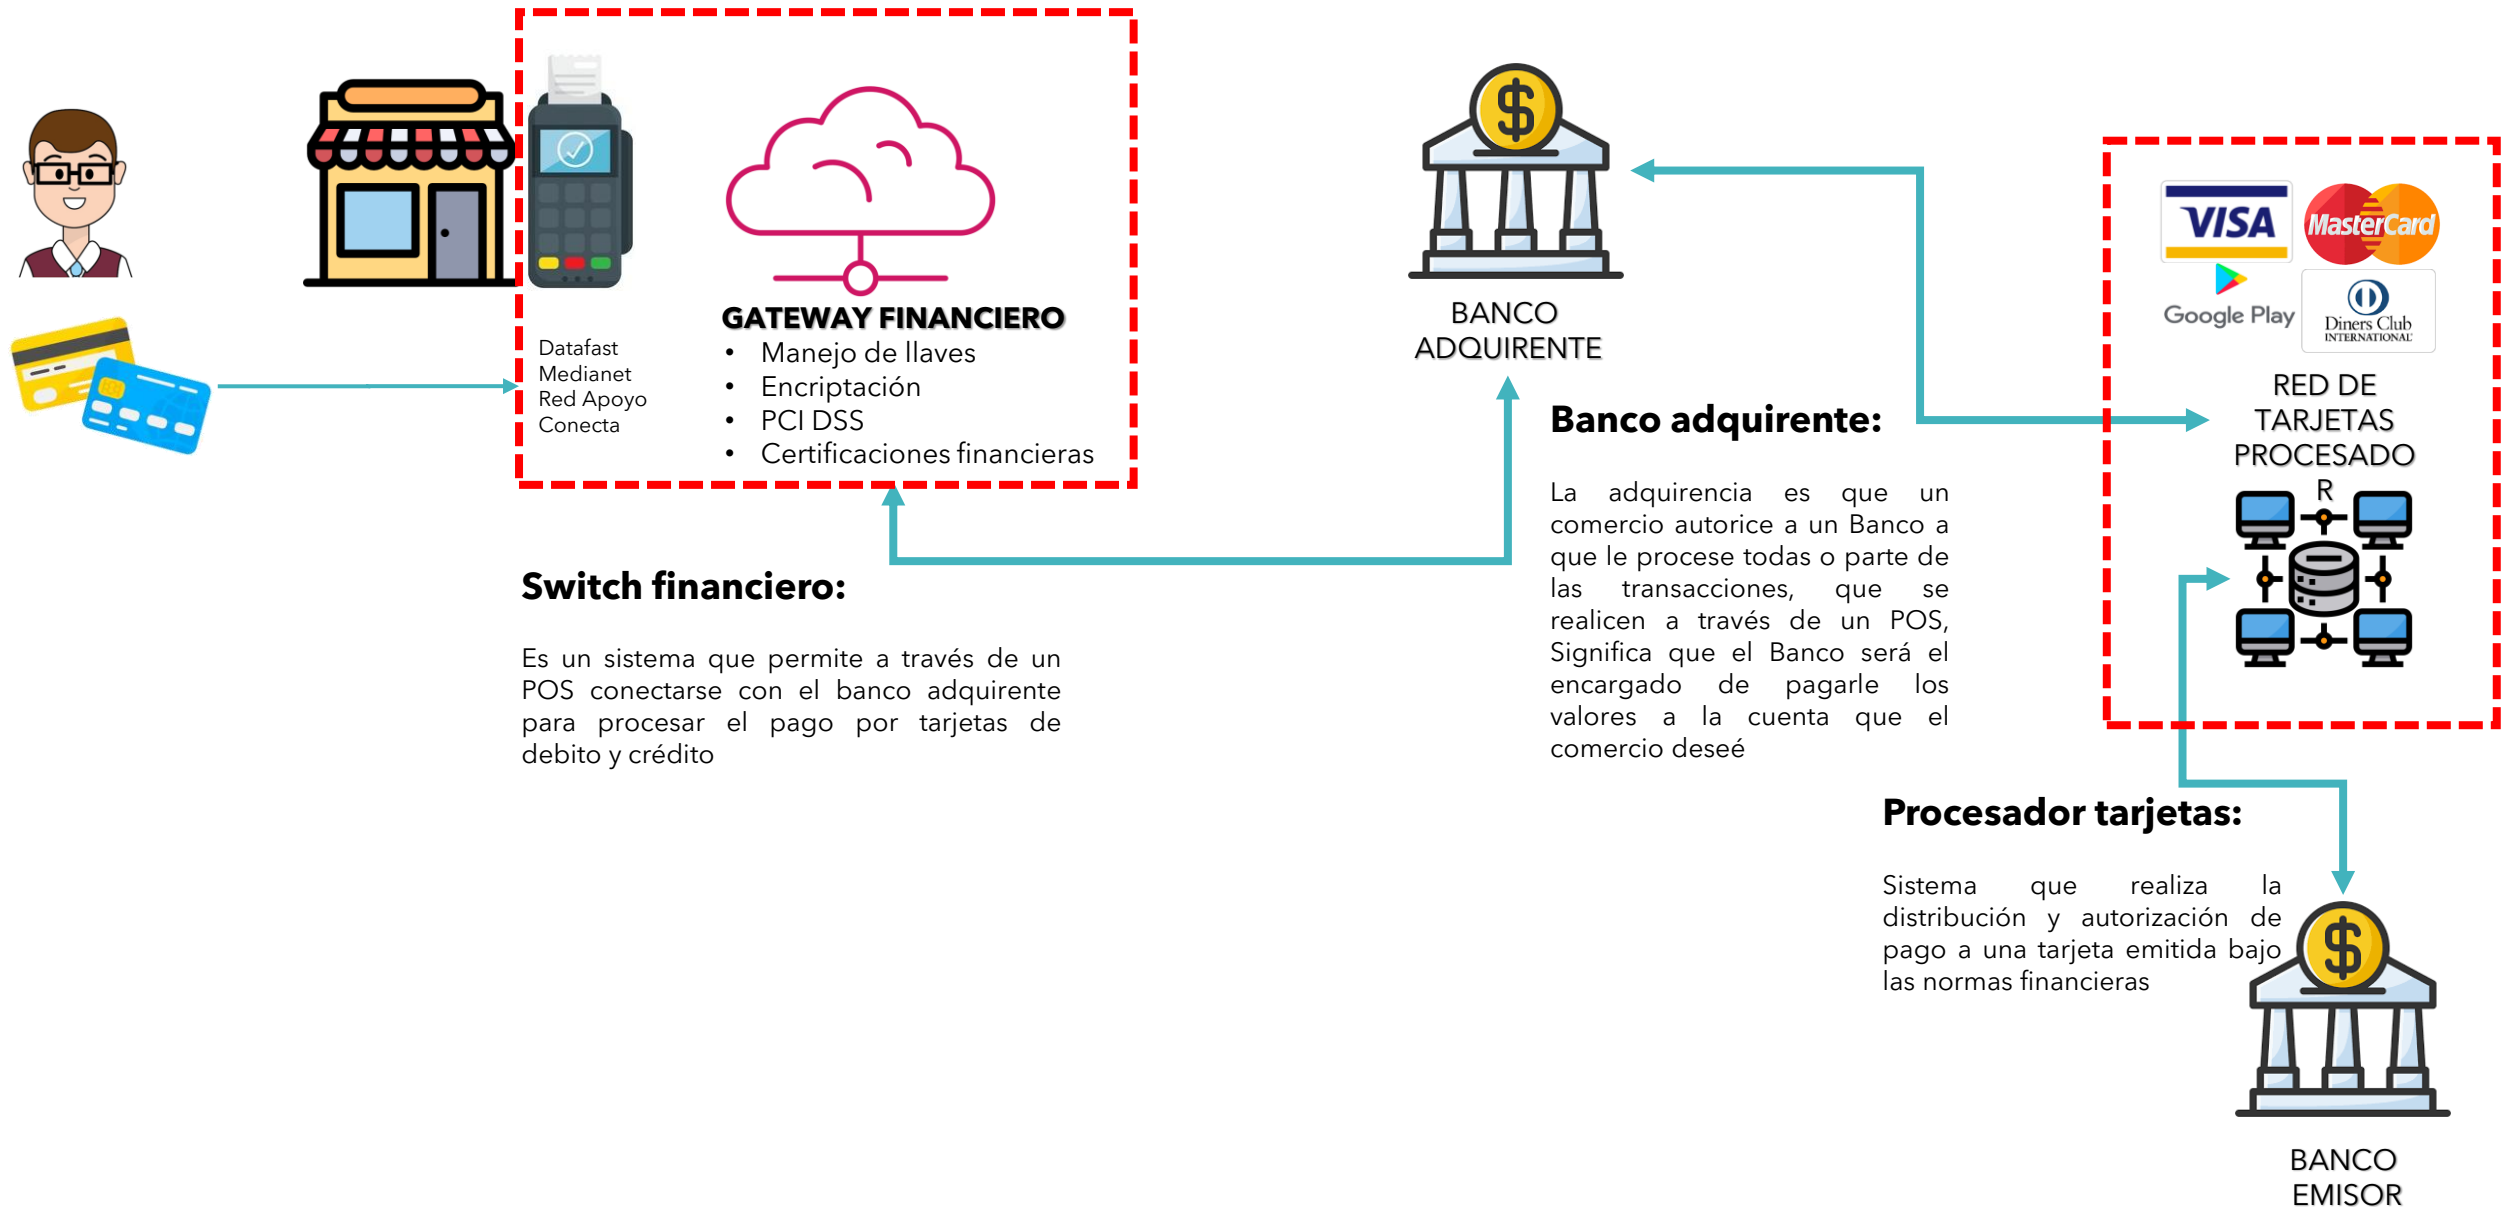 Datafast
Medianet
Red Apoyo
Conecta
GATEWAY FINANCIERO
• Manejo de llaves
• Encriptación
• PCI DSS
• Certificaciones financieras
Switch financiero:
Es un sistema que permite a través de un
POS conectarse con el banco adquirente
para procesar el pago por tarjetas de
debito y crédito
BANCO
ADQUIRENTE
Banco adquirente:
La adquirencia es que un
comercio autorice a un Banco a
que le procese todas o parte de
las transacciones, que se
realicen a través de un POS,
Significa que el Banco será el
encargado de pagarle los
valores a la cuenta que el
comercio deseé
VISA
MasterCard
Google Play
Diners Club
INTERNATIONAL
RED DE
TARJETAS
PROCESADO
R
Procesador tarjetas:
Sistema que realiza la
distribución y autorización de
pago a una tarjeta emitida bajo
las normas financieras
BANCO
EMISOR